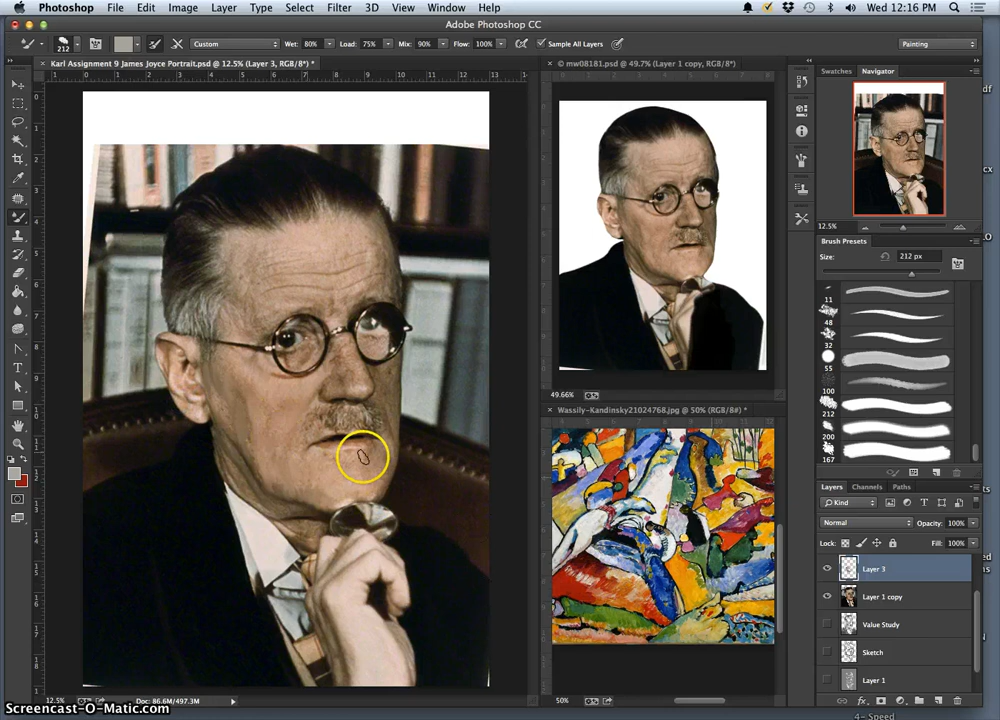 Photoshop File Edit Image Layer Type Select Filter 3D View Window Help Wed 12:16 PM
Adobe Photoshop CC
212 Custom Wet: 80% Load: 75% Mix: 90% Flow: 100% Sample All Layers Painting
Karl Assignment 9 James Joyce Portrait.psd @ 12.5% (Layer 3, RGB/8*) *
© mw08181.psd @ 49.7% (Layer 1 copy, RGB/8*)
Swatches Navigator
12.5%
Brush Presets
Size: 212 px
11
48
32
55
100
212
200
167
49.66%
Wassily-Kandinsky21024768.jpg @ 50% (RGB/8#) *
Layers Channels Paths
Kind
Normal Opacity: 100%
Lock: Fill: 100%
Layer 3
Layer 1 copy
Value Study
Sketch
Layer 1
12.5% Doc: 86.6M/497.3M
50%
Screencast-O-Matic.com
4- Speed